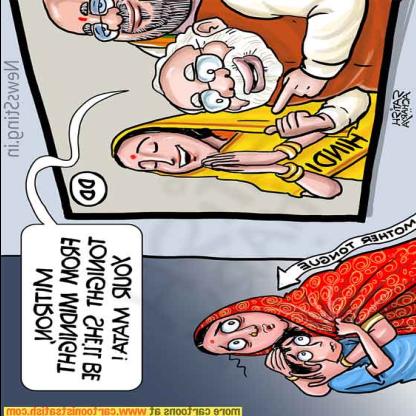 MITRON,
FROM MIDNIGHT
TONIGHT SHE'LL BE
YOUR MATA!
HINDI
DD
MOTHER TONGUE
SATISH
ACHARYA
NewsSting.in
more cartoons at www.cartoonistsatish.com